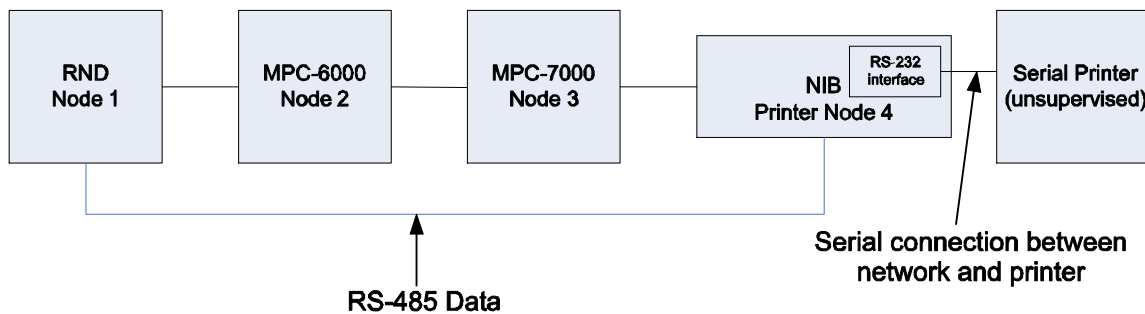 RND
Node 1
MPC-6000
Node 2
MPC-7000
Node 3
RS-232
interface
NIB
Printer Node 4
Serial Printer
(unsupervised)
Serial connection between
network and printer
RS-485 Data